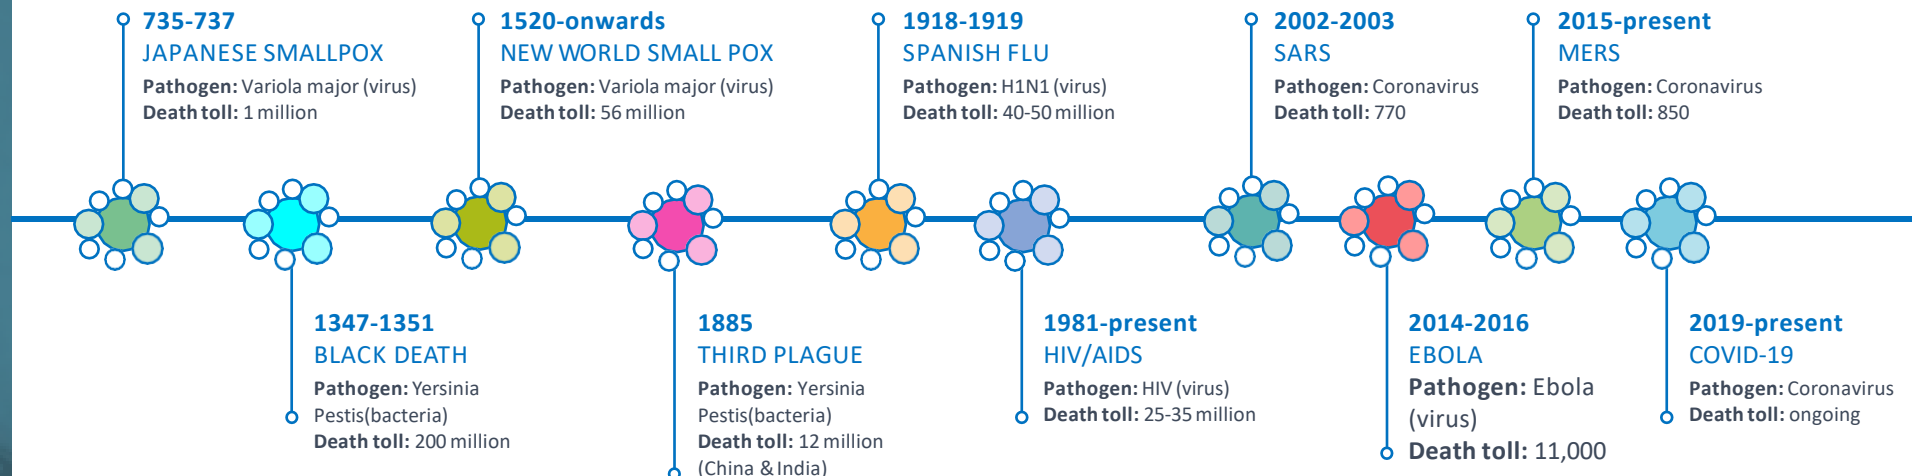 735-737
JAPANESE SMALLPOX
Pathogen: Variola major (virus)
Death toll: 1 million
1520-onwards
NEW WORLD SMALL POX
Pathogen: Variola major (virus)
Death toll: 56 million
1918-1919
SPANISH FLU
Pathogen: H1N1 (virus)
Death toll: 40-50 million
2002-2003
SARS
Pathogen: Coronavirus
Death toll: 770
2015-present
MERS
Pathogen: Coronavirus
Death toll: 850
1347-1351
BLACK DEATH
Pathogen: Yersinia
Pestis(bacteria)
Death toll: 200 million
1885
THIRD PLAGUE
Pathogen: Yersinia
Pestis(bacteria)
Death toll: 12 million
(China & India)
1981-present
HIV/AIDS
Pathogen: HIV (virus)
Death toll: 25-35 million
2014-2016
EBOLA
Pathogen: Ebola
(virus)
Death toll: 11,000
2019-present
COVID-19
Pathogen: Coronavirus
Death toll: ongoing